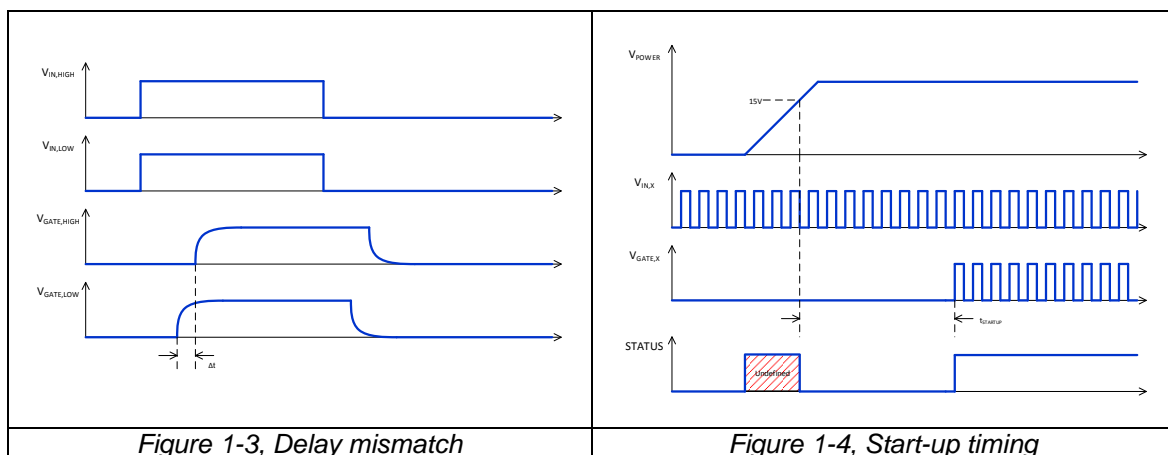 V_IN,HIGH
V_IN,LOW
V_GATE,HIGH
V_GATE,LOW
Δt
Figure 1-3, Delay mismatch
V_POWER
15V
V_IN,X
V_GATE,X
t_STARTUP
STATUS
Undefined
Figure 1-4, Start-up timing